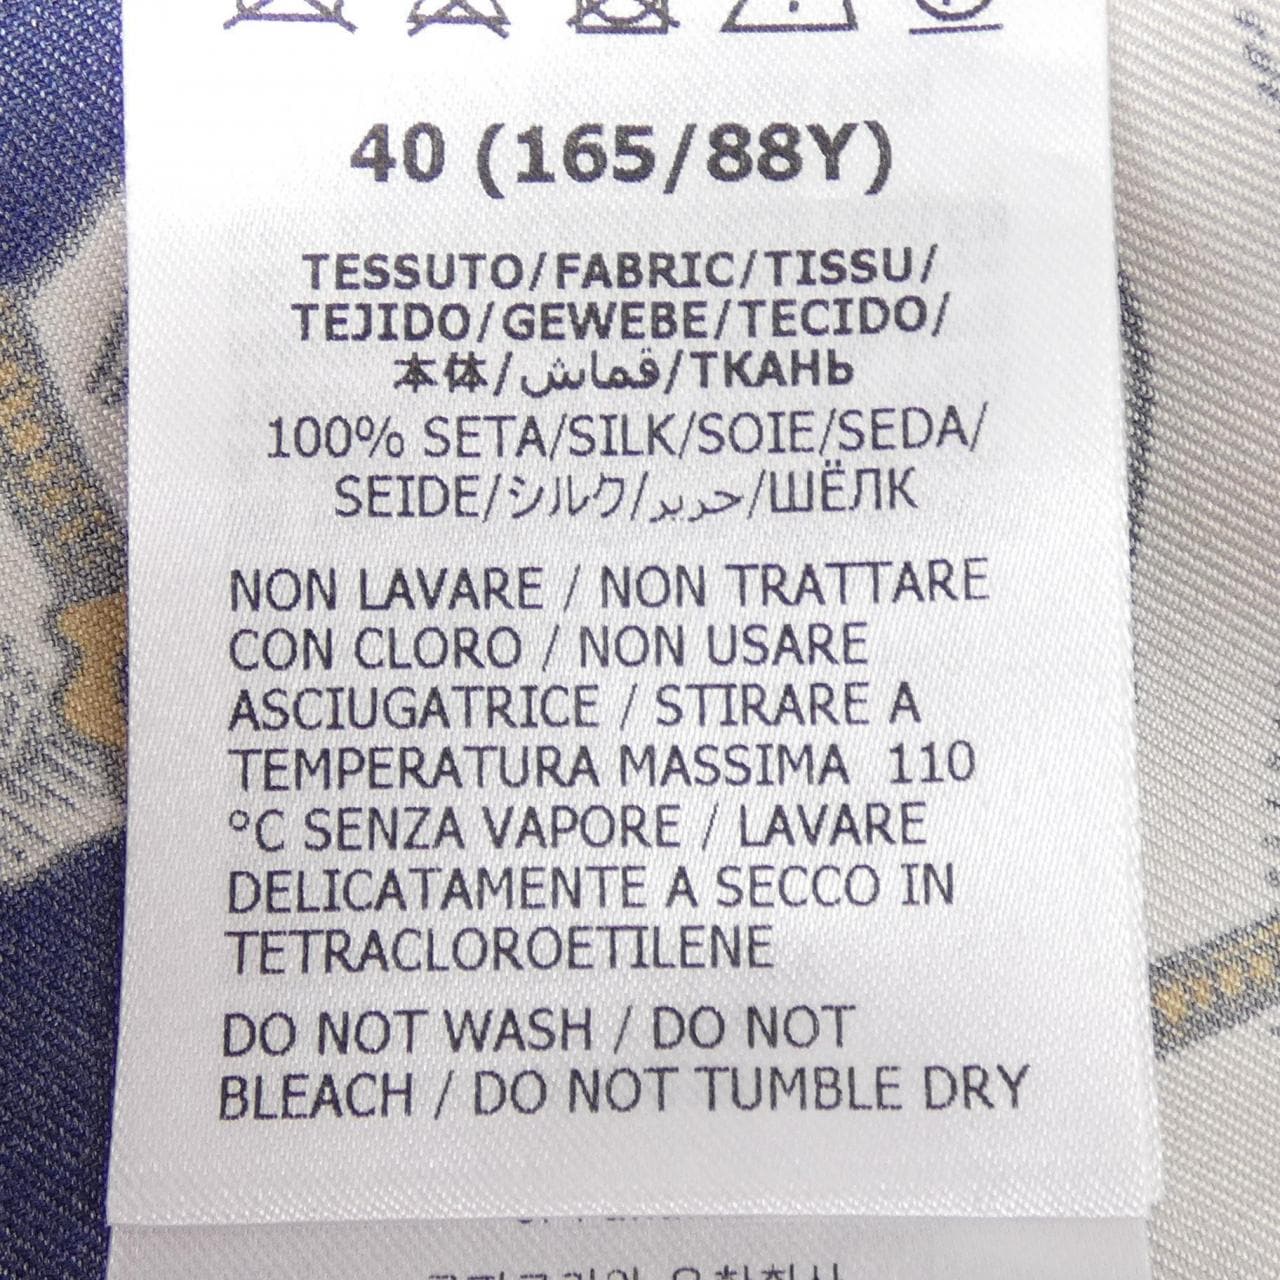 40 (165/88Y)
TESSUTO/FABRIC/TISSU/
TEJIDO/GEWEBE/TECIDO/
本体/قماش/ТКАНЬ
100% SETA/SILK/SOIE/SEDA/
SEIDE/シルク/حرير/ШЁЛК
NON LAVARE / NON TRATTARE
CON CLORO / NON USARE
ASCIUGATRICE / STIRARE A
TEMPERATURA MASSIMA 110
°C SENZA VAPORE / LAVARE
DELICATAMENTE A SECCO IN
TETRACLOROETILENE
DO NOT WASH / DO NOT
BLEACH / DO NOT TUMBLE DRY